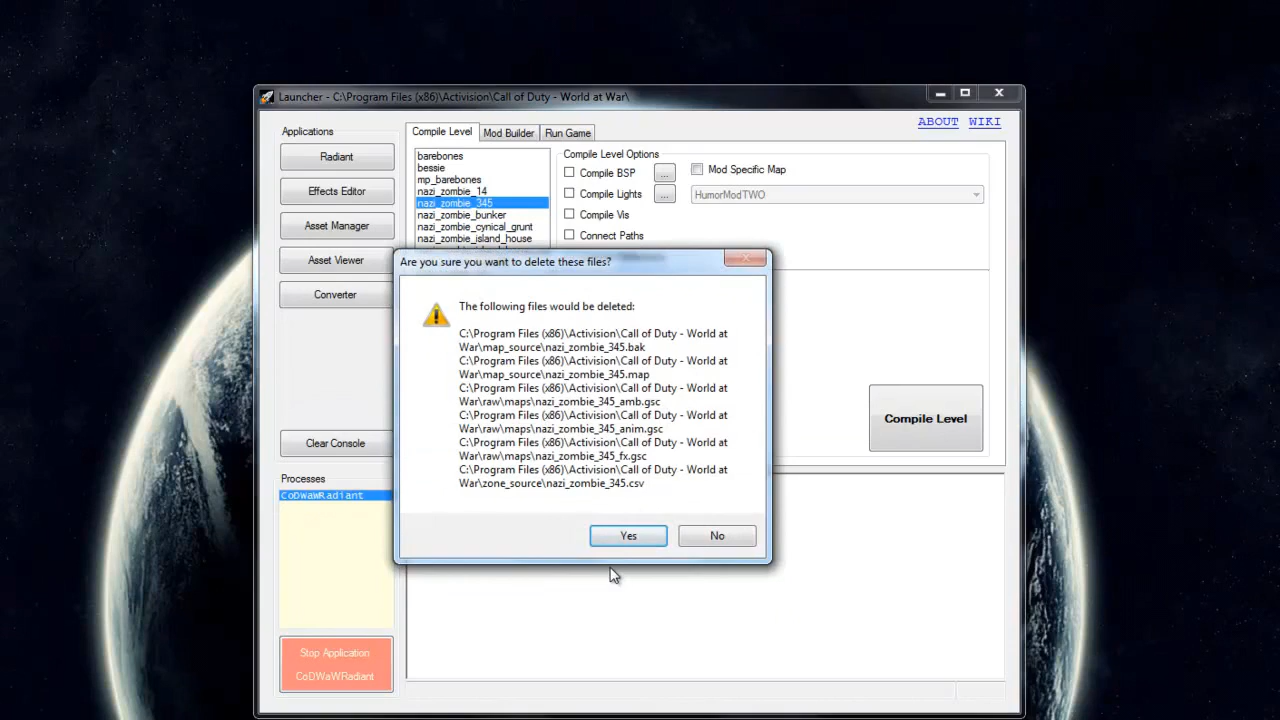 Launcher - C:\Program Files (x86)\Activision\Call of Duty - World at War\
ABOUT WIKI
Applications
Radiant
Effects Editor
Asset Manager
Asset Viewer
Converter
Clear Console
Processes
CoDWaWRadiant
Stop Application
CoDWaWRadiant
Compile Level
Mod Builder
Run Game
barebones
bessie
mp_barebones
nazi_zombie_14
nazi_zombie_345
nazi_zombie_bunker
nazi_zombie_cynical_grunt
nazi_zombie_island_house
Compile Level Options
Compile BSP
...
Compile Lights
...
Compile Vis
Connect Paths
Mod Specific Map
HumorModTWO
Compile Level
Are you sure you want to delete these files?
The following files would be deleted:
C:\Program Files (x86)\Activision\Call of Duty - World at
War\map_source\nazi_zombie_345.bak
C:\Program Files (x86)\Activision\Call of Duty - World at
War\map_source\nazi_zombie_345.map
C:\Program Files (x86)\Activision\Call of Duty - World at
War\raw\maps\nazi_zombie_345_amb.gsc
C:\Program Files (x86)\Activision\Call of Duty - World at
War\raw\maps\nazi_zombie_345_anim.gsc
C:\Program Files (x86)\Activision\Call of Duty - World at
War\raw\maps\nazi_zombie_345_fx.gsc
C:\Program Files (x86)\Activision\Call of Duty - World at
War\zone_source\nazi_zombie_345.csv
Yes
No